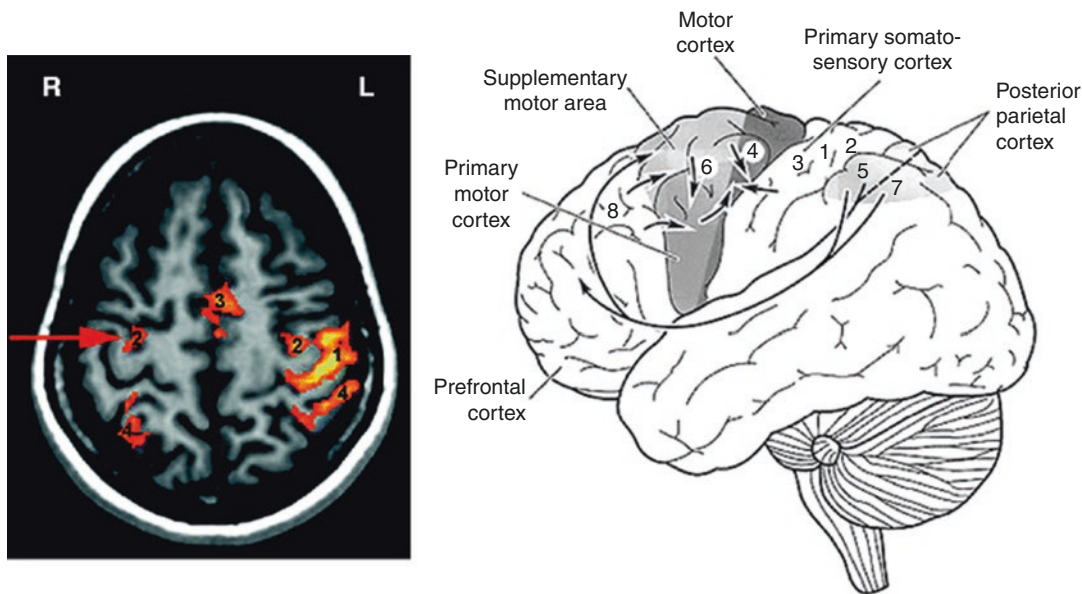 R
L
3
2
2
1
4
4
Motor
cortex
Primary somato-
sensory cortex
Supplementary
motor area
Posterior
parietal
cortex
Primary
motor
cortex
Prefrontal
cortex
8
6
4
3
1
2
5
7